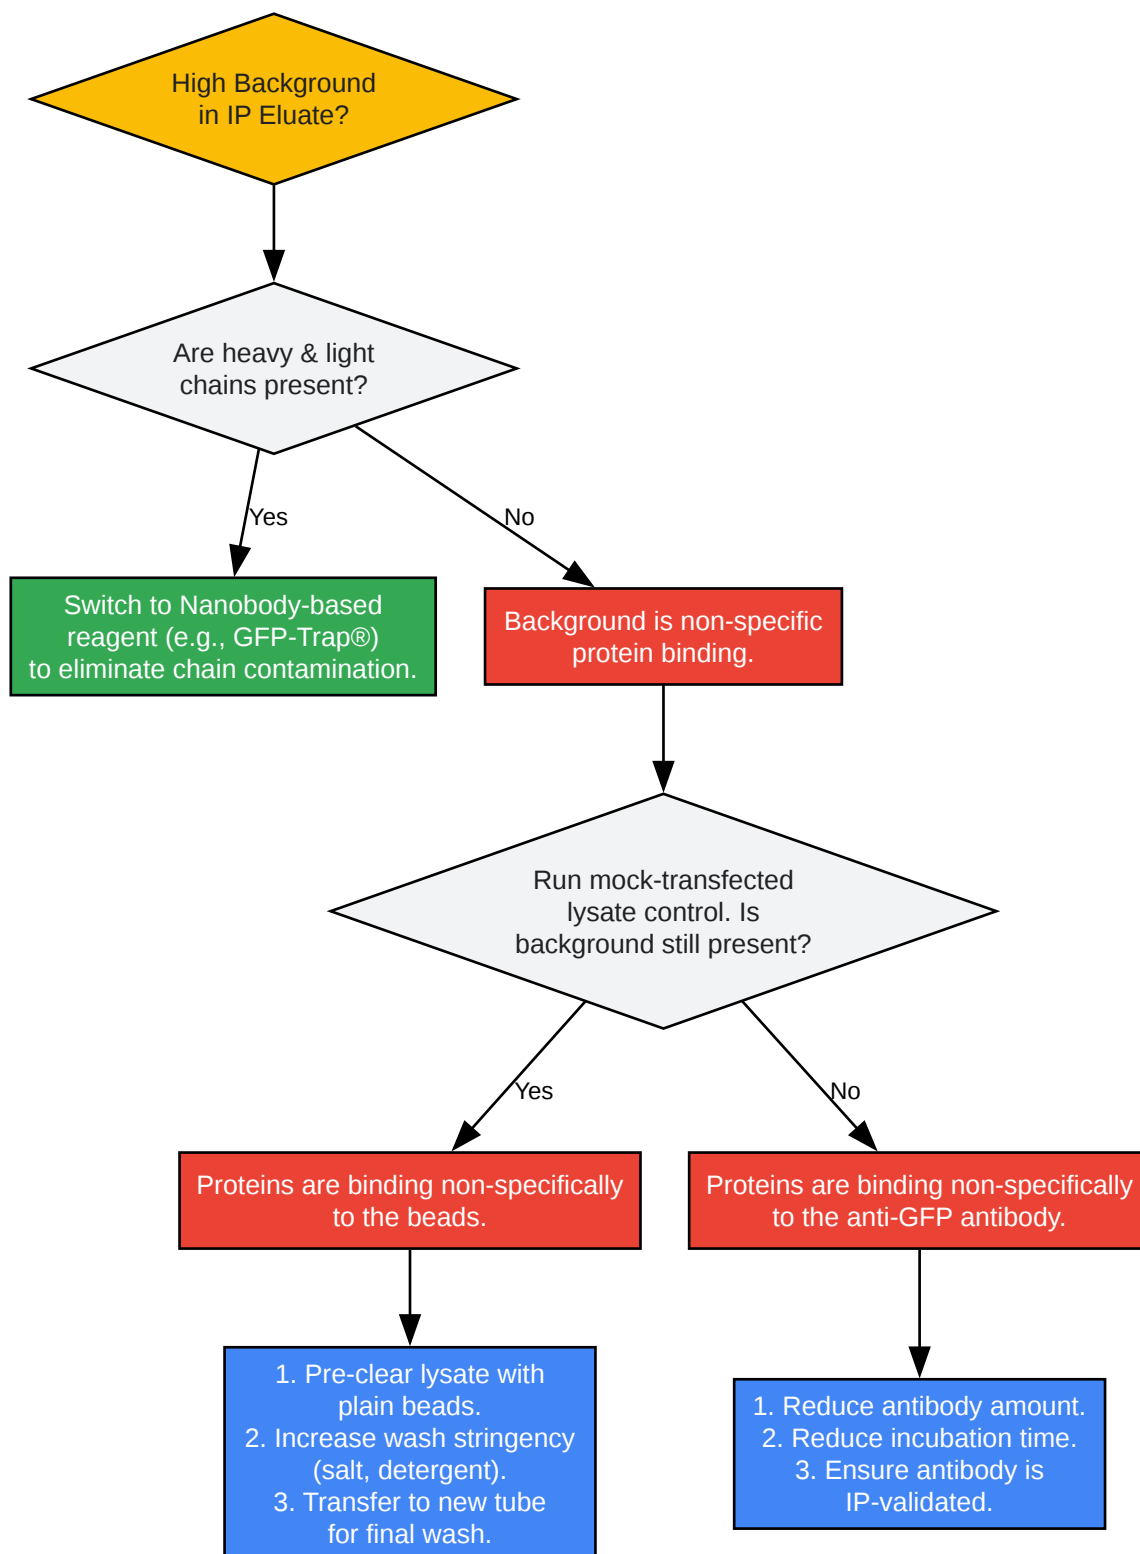 High Background
in IP Eluate?
Are heavy & light
chains present?
Yes
No
Switch to Nanobody-based
reagent (e.g., GFP-Trap®)
to eliminate chain contamination.
Background is non-specific
protein binding.
Run mock-transfected
lysate control. Is
background still present?
Yes
No
Proteins are binding non-specifically
to the beads.
Proteins are binding non-specifically
to the anti-GFP antibody.
1. Pre-clear lysate with
plain beads.
2. Increase wash stringency
(salt, detergent).
3. Transfer to new tube
for final wash.
1. Reduce antibody amount.
2. Reduce incubation time.
3. Ensure antibody is
IP-validated.